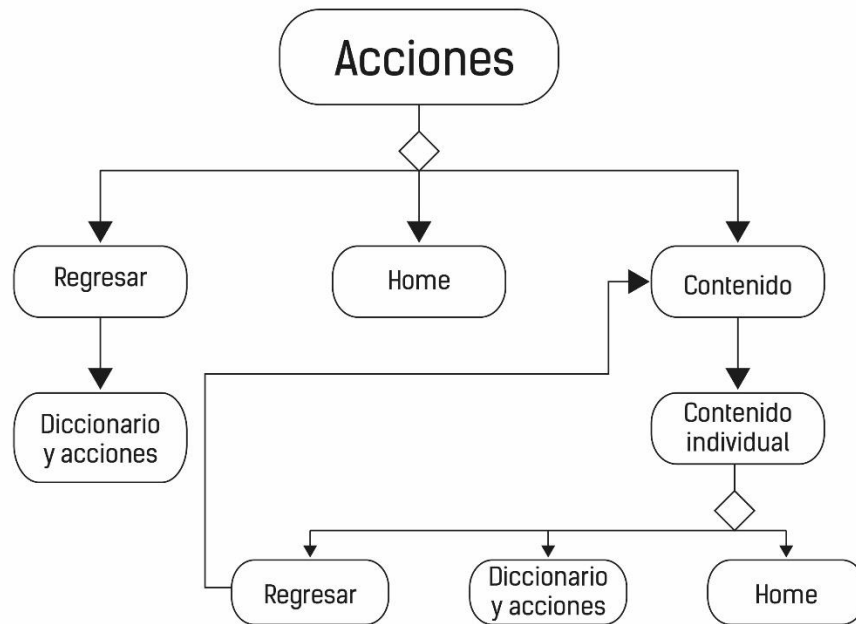 Acciones
Regresar
Home
Contenido
Diccionario
y acciones
Contenido
individual
Regresar
Diccionario
y acciones
Home